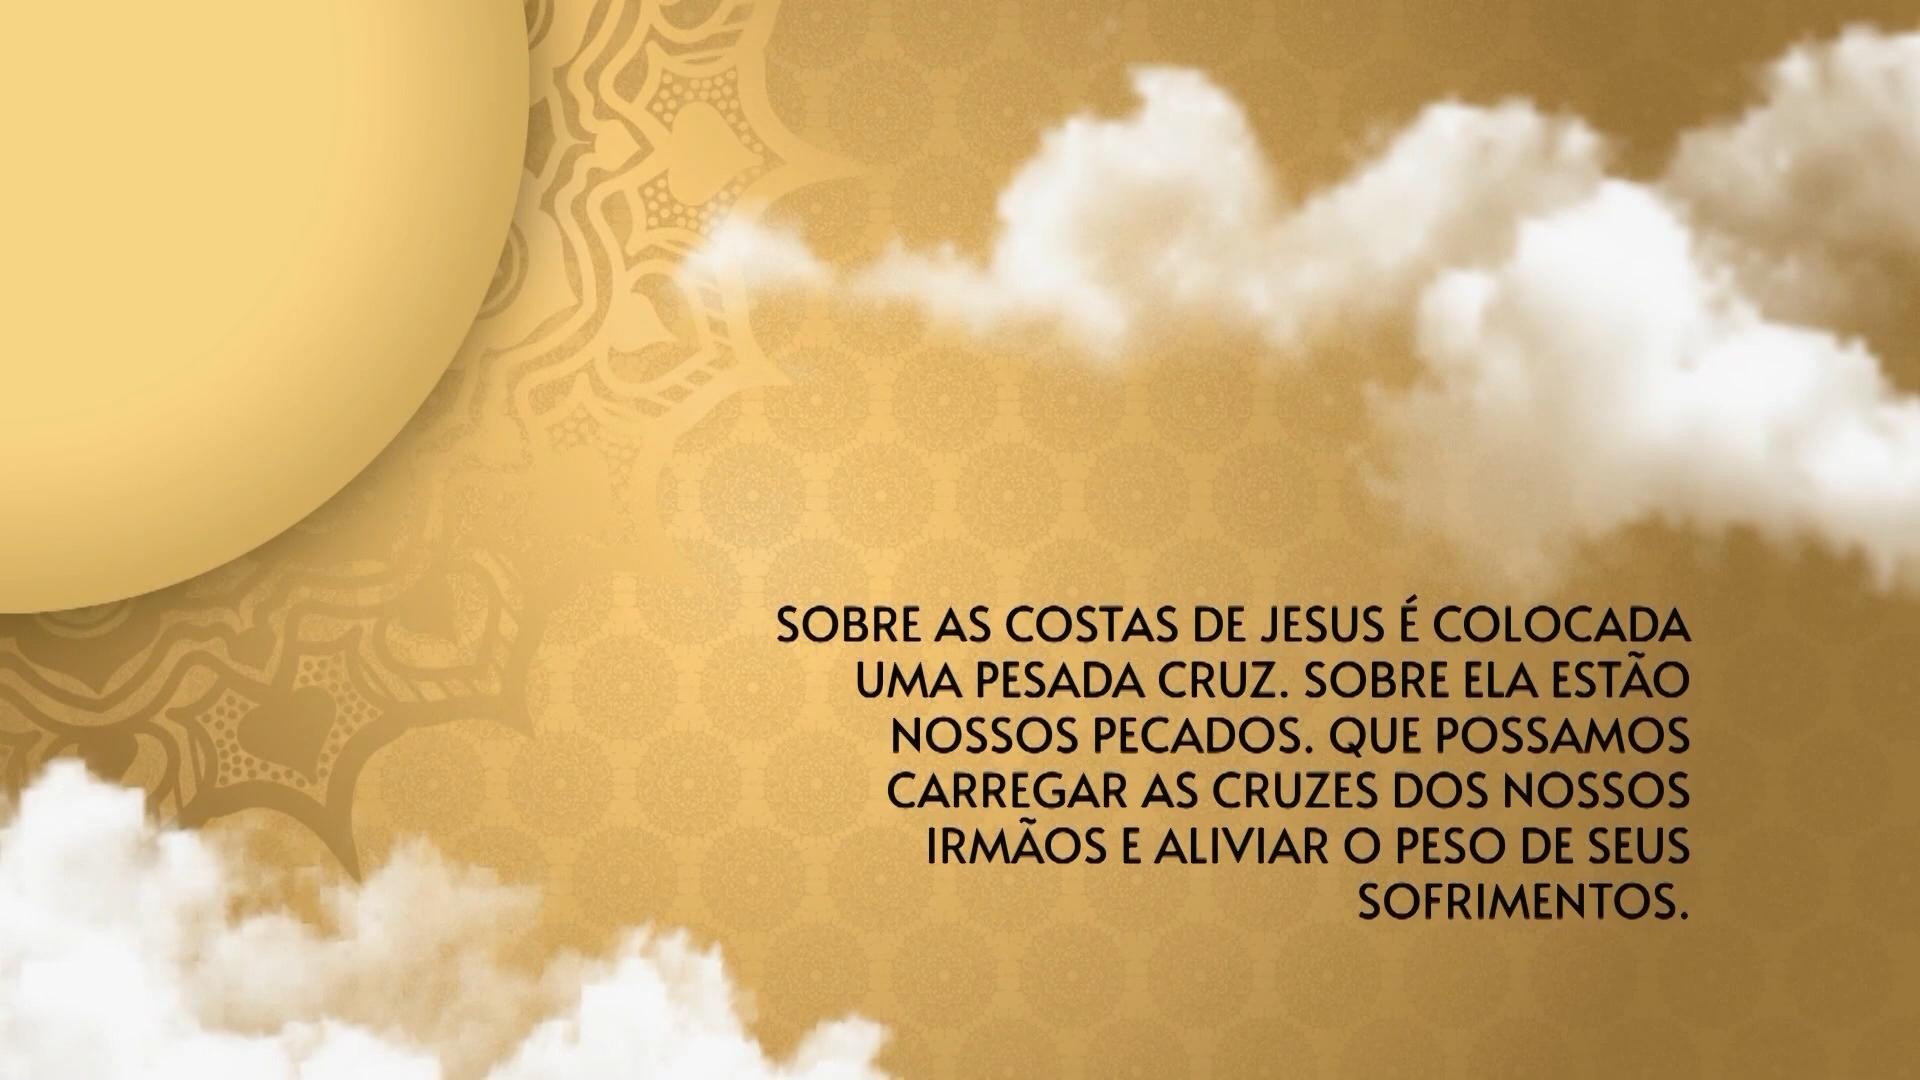 SOBRE AS COSTAS DE JESUS É COLOCADA
UMA PESADA CRUZ. SOBRE ELA ESTÃO
NOSSOS PECADOS. QUE POSSAMOS
CARREGAR AS CRUZES DOS NOSSOS
IRMÃOS E ALIVIAR O PESO DE SEUS
SOFRIMENTOS.